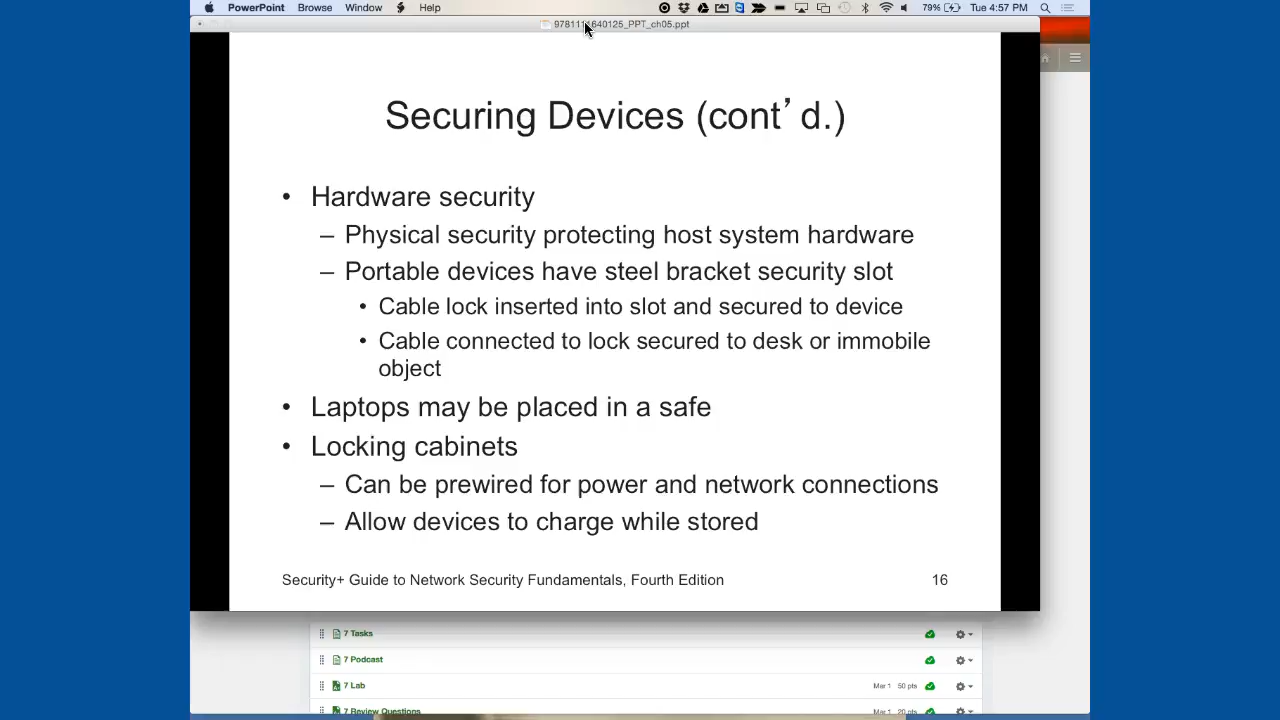 PowerPoint Browse Window Help 79% Tue 4:57 PM
_PPT_ch05.ppt
Securing Devices (cont’d.)
• Hardware security
– Physical security protecting host system hardware
– Portable devices have steel bracket security slot
• Cable lock inserted into slot and secured to device
• Cable connected to lock secured to desk or immobile
object
• Laptops may be placed in a safe
• Locking cabinets
– Can be prewired for power and network connections
– Allow devices to charge while stored
Security+ Guide to Network Security Fundamentals, Fourth Edition 16
7 Tasks
7 Podcast
7 Lab Mar 1 50 pts
7 Review Questions Mar 1 20 pts